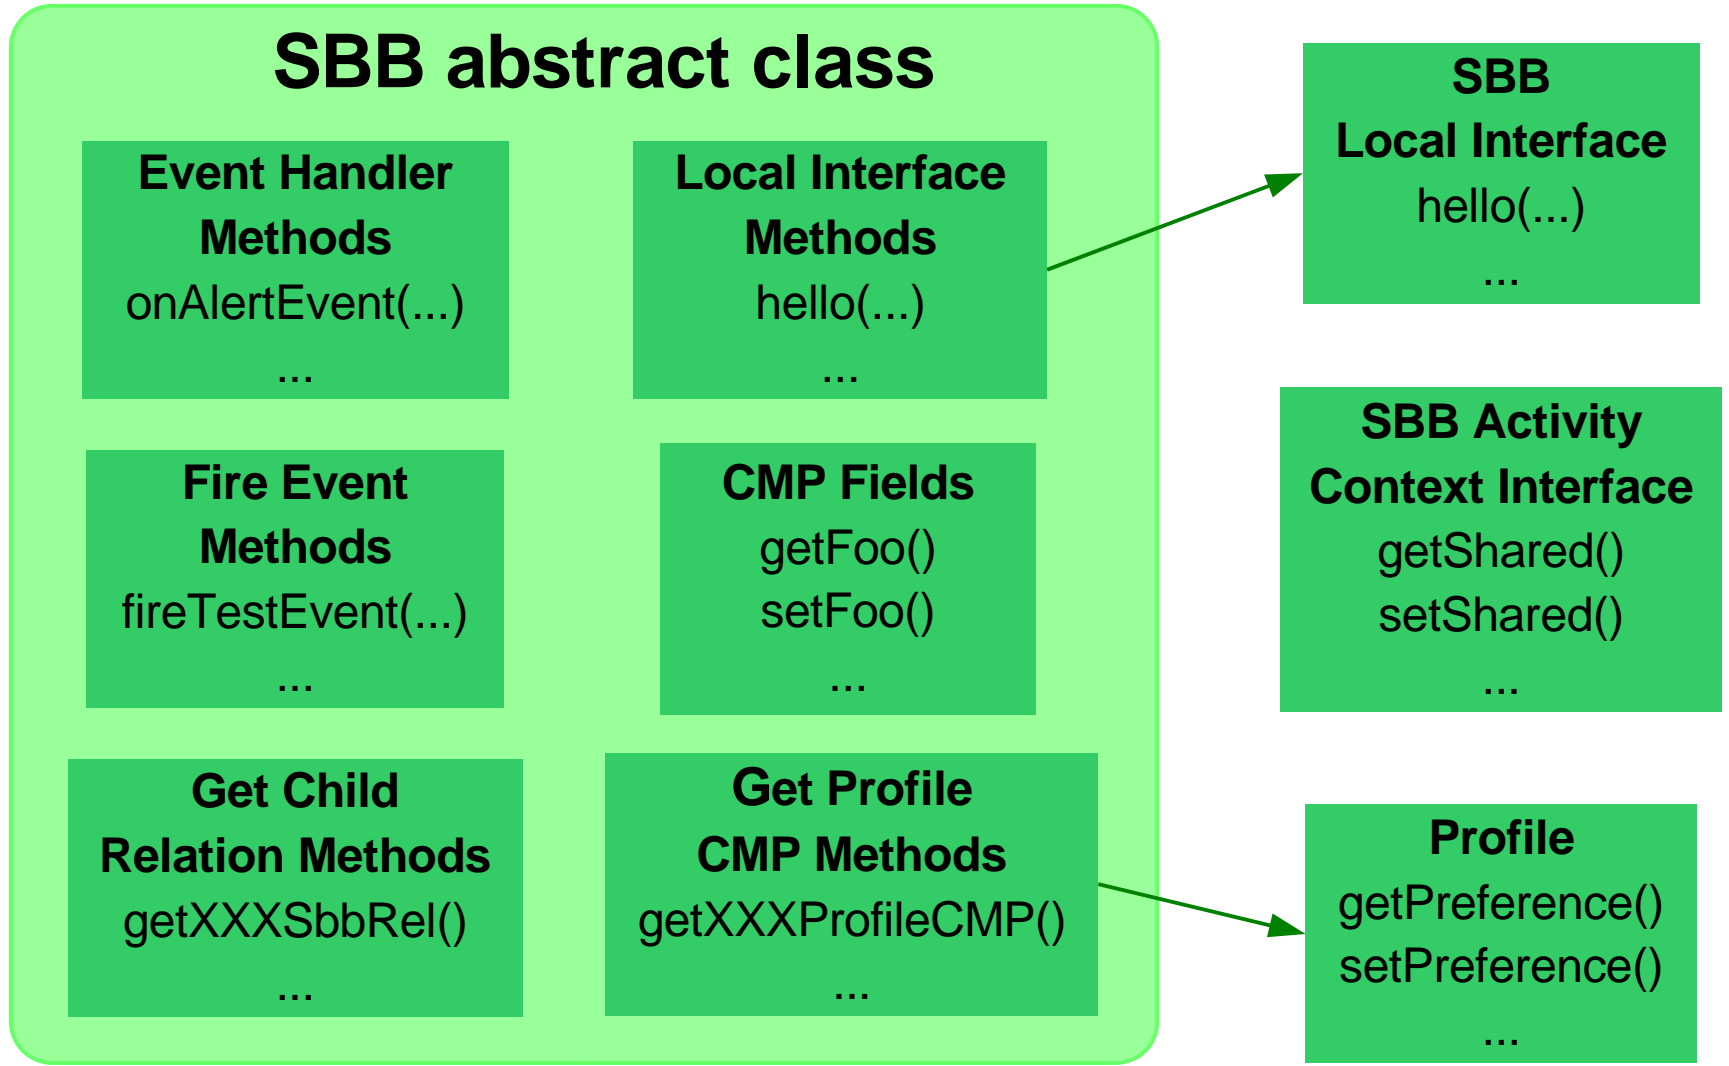 SBB abstract class
Event Handler
Methods
onAlertEvent(...)
...
Local Interface
Methods
hello(...)
...
Fire Event
Methods
fireTestEvent(...)
...
CMP Fields
getFoo()
setFoo()
...
Get Child
Relation Methods
getXXXSbbRel()
...
Get Profile
CMP Methods
getXXXProfileCMP()
...
SBB
Local Interface
hello(...)
...
SBB Activity
Context Interface
getShared()
setShared()
...
Profile
getPreference()
setPreference()
...